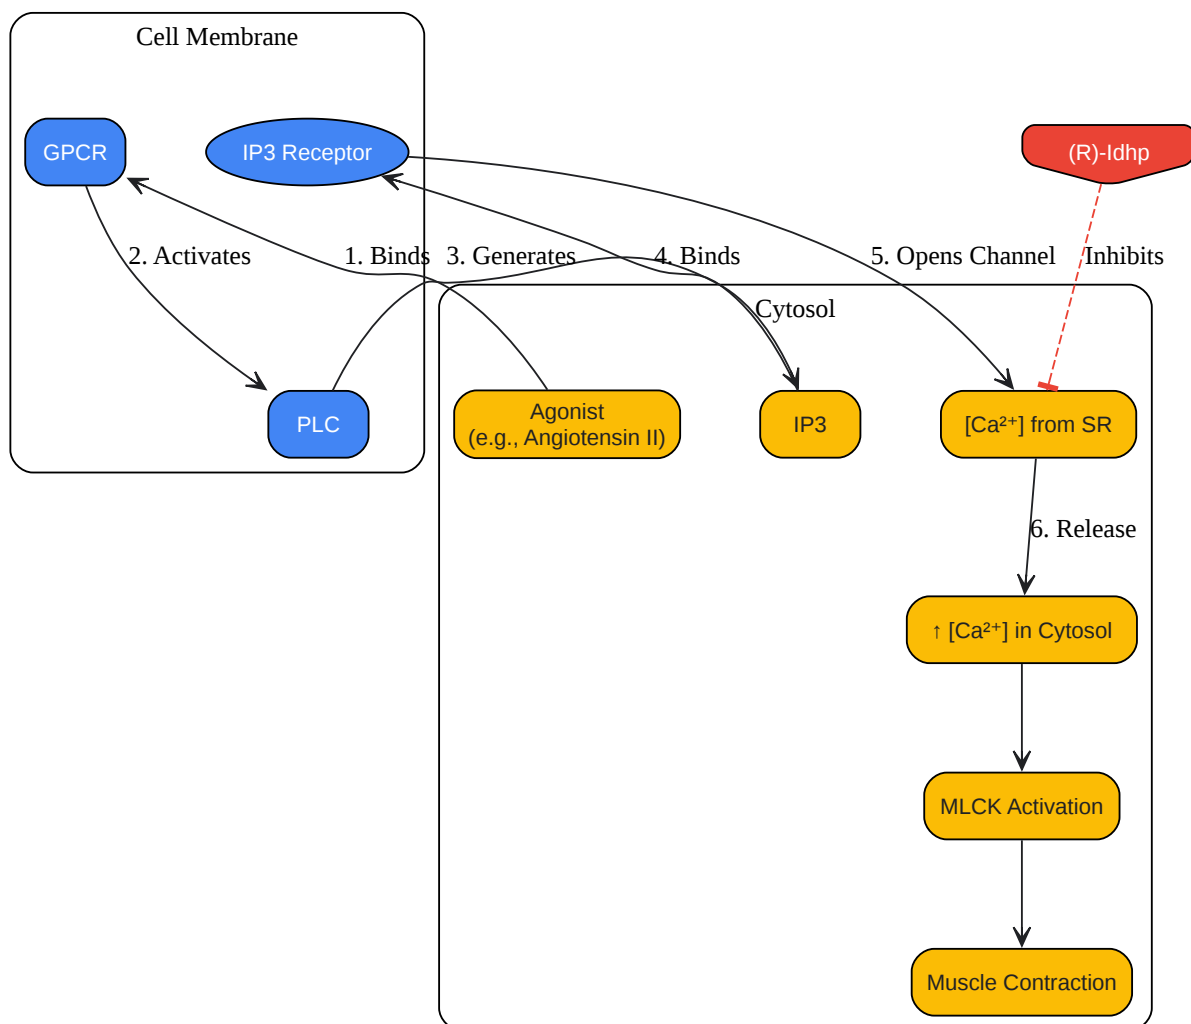 Cell Membrane
GPCR
IP3 Receptor
(R)-Idhp
2. Activates
1. Binds
3. Generates
4. Binds
5. Opens Channel
Inhibits
Cytosol
PLC
Agonist
(e.g., Angiotensin II)
IP3
[Ca²⁺] from SR
6. Release
↑ [Ca²⁺] in Cytosol
MLCK Activation
Muscle Contraction